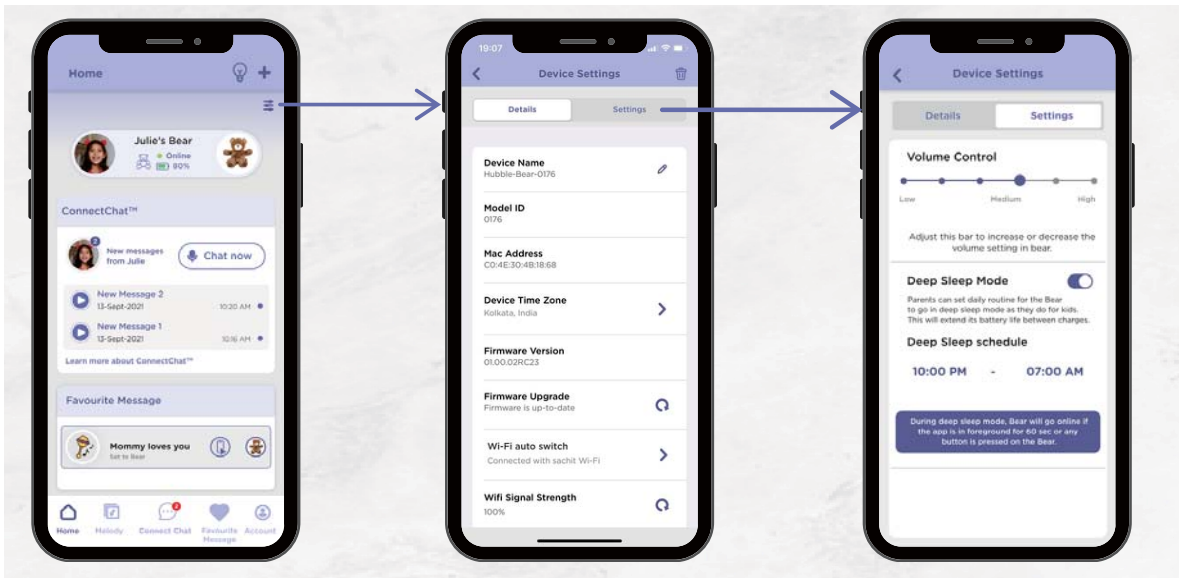 Home
Julie's Bear
Online
80%
ConnectChat™
2
New messages
from Julie
Chat now
New Message 2
13-Sept-2021
10:20 AM
New Message 1
13-Sept-2021
10:16 AM
Learn more about ConnectChat™
Favourite Message
Mommy loves you
Set to Bear
2
Home
Melody
Connect Chat
Favourite
Message
Account
19:07
Device Settings
Details
Settings
Device Name
Hubble-Bear-0176
Model ID
0176
Mac Address
C0:4E:30:4B:18:68
Device Time Zone
Kolkata, India
Firmware Version
01.00.02RC23
Firmware Upgrade
Firmware is up-to-date
Wi-Fi auto switch
Connected with sachit Wi-Fi
Wifi Signal Strength
100%
Device Settings
Details
Settings
Volume Control
Low
Medium
High
Adjust this bar to increase or decrease the
volume setting in bear.
Deep Sleep Mode
Parents can set daily routine for the Bear
to go in deep sleep mode as they do for kids.
This will extend its battery life between charges.
Deep Sleep schedule
10:00 PM - 07:00 AM
During deep sleep mode, Bear will go online if
the app is in foreground for 60 sec or any
button is pressed on the Bear.